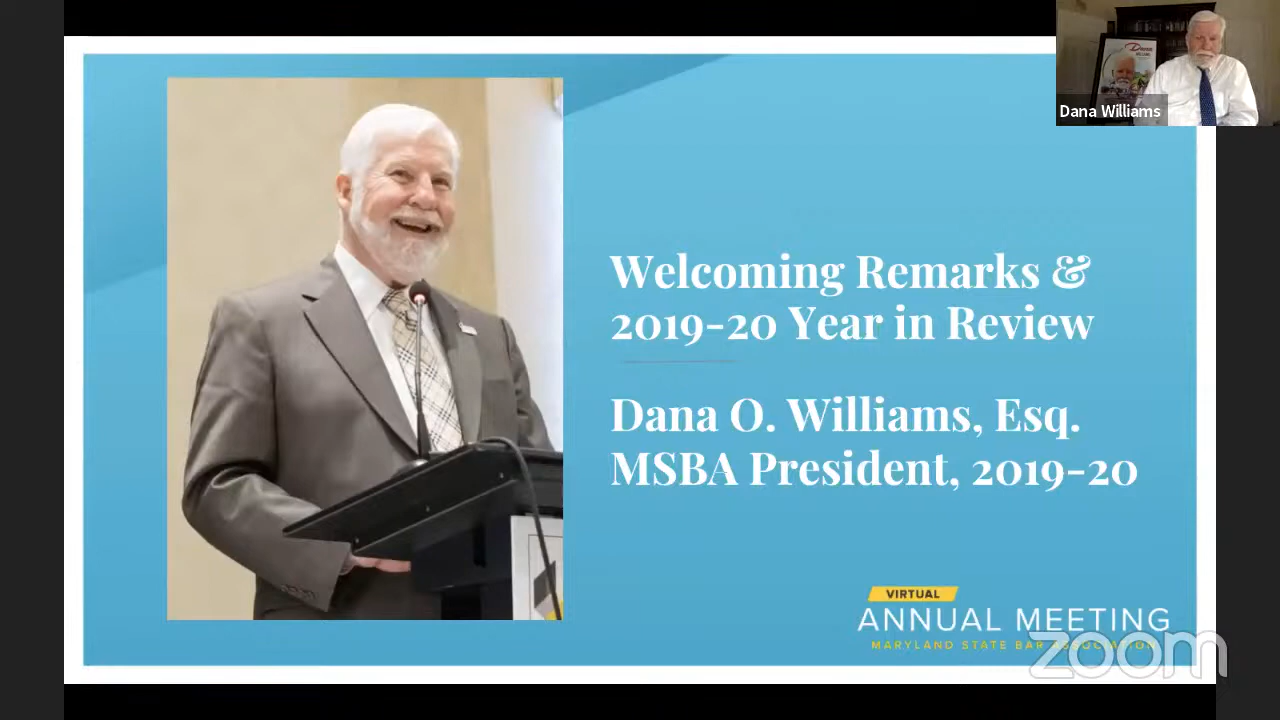 Dana Williams
Welcoming Remarks &
2019-20 Year in Review
Dana O. Williams, Esq.
MSBA President, 2019-20
VIRTUAL
ANNUAL MEETING
MARYLAND STATE BAR ASSOCIATION
zoom